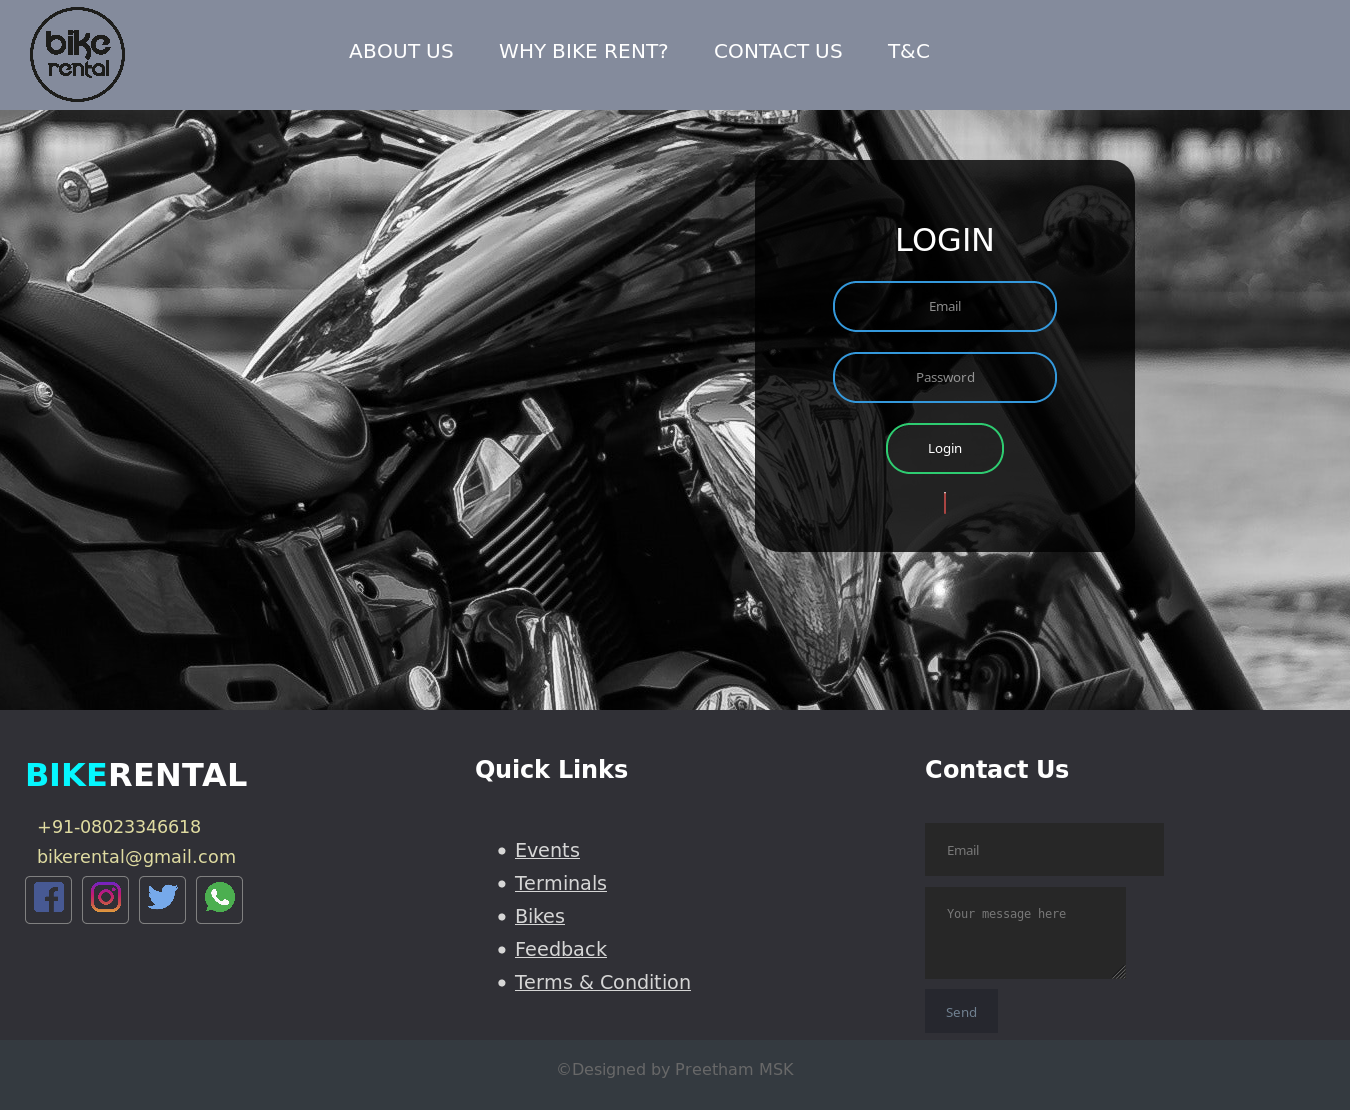 bike
rental
ABOUT US
WHY BIKE RENT?
CONTACT US
T&C
LOGIN
Email
Password
Login
BIKERENTAL
+91-08023346618
bikerental@gmail.com
Quick Links
Events
Terminals
Bikes
Feedback
Terms & Condition
Contact Us
Email
Your message here
Send
©Designed by Preetham MSK